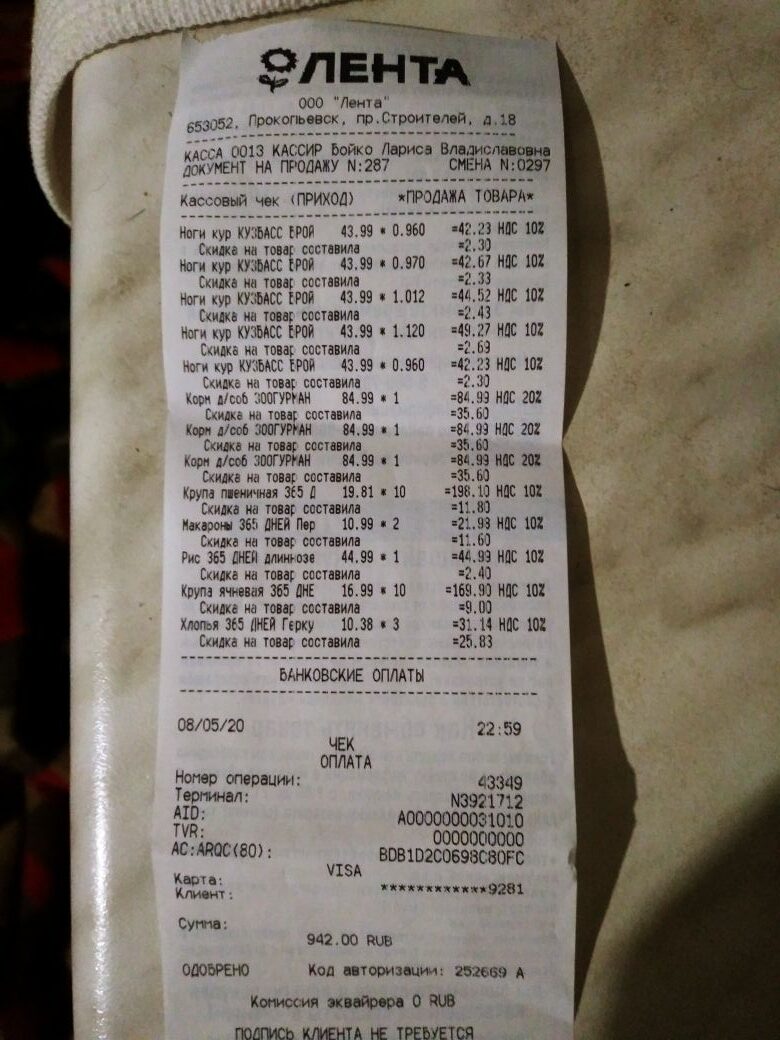 ЛЕНТА
ООО "Лента"
653052, Прокопьевск, пр.Строителей, д.18
КАССА 0013 КАССИР Бойко Лариса Владиславовна
ДОКУМЕНТ НА ПРОДАЖУ N:287 СМЕНА N:0297
Кассовый чек (ПРИХОД) *ПРОДАЖА ТОВАРА*
Ноги кур КУЗБАСС БРОЙ 43.99 * 0.960 =42.23 НДС 10%
Скидка на товар составила =2.30
Ноги кур КУЗБАСС БРОЙ 43.99 * 0.970 =42.67 НДС 10%
Скидка на товар составила =2.33
Ноги кур КУЗБАСС БРОЙ 43.99 * 1.012 =44.52 НДС 10%
Скидка на товар составила =2.43
Ноги кур КУЗБАСС БРОЙ 43.99 * 1.120 =49.27 НДС 10%
Скидка на товар составила =2.69
Ноги кур КУЗБАСС БРОЙ 43.99 * 0.960 =42.23 НДС 10%
Скидка на товар составила =2.30
Корм д/соб ЗООГУРМАН 84.99 * 1 =84.99 НДС 20%
Скидка на товар составила =35.60
Корм д/соб ЗООГУРМАН 84.99 * 1 =84.99 НДС 20%
Скидка на товар составила =35.60
Корм д/соб ЗООГУРМАН 84.99 * 1 =84.99 НДС 20%
Скидка на товар составила =35.60
Крупа пшеничная 365 Д 19.81 * 10 =198.10 НДС 10%
Скидка на товар составила =11.80
Макароны 365 ДНЕЙ Пер 10.99 * 2 =21.98 НДС 10%
Скидка на товар составила =11.60
Рис 365 ДНЕЙ длиннозе 44.99 * 1 =44.99 НДС 10%
Скидка на товар составила =2.40
Крупа ячневая 365 ДНЕ 16.99 * 10 =169.90 НДС 10%
Скидка на товар составила =9.00
Хлопья 365 ДНЕЙ Герку 10.38 * 3 =31.14 НДС 10%
Скидка на товар составила =25.83
БАНКОВСКИЕ ОПЛАТЫ
08/05/20 22:59
ЧЕК
ОПЛАТА
Номер операции: 43349
Терминал: N3921712
AID: A0000000031010
TVR: 0000000000
AC:ARQC(80): BDB1D2C0698C80FC
VISA
Карта: ************9281
Клиент:
Сумма:
942.00 RUB
ОДОБРЕНО Код авторизации: 252669 A
Комиссия эквайрера 0 RUB
ПОДПИСЬ КЛИЕНТА НЕ ТРЕБУЕТСЯ